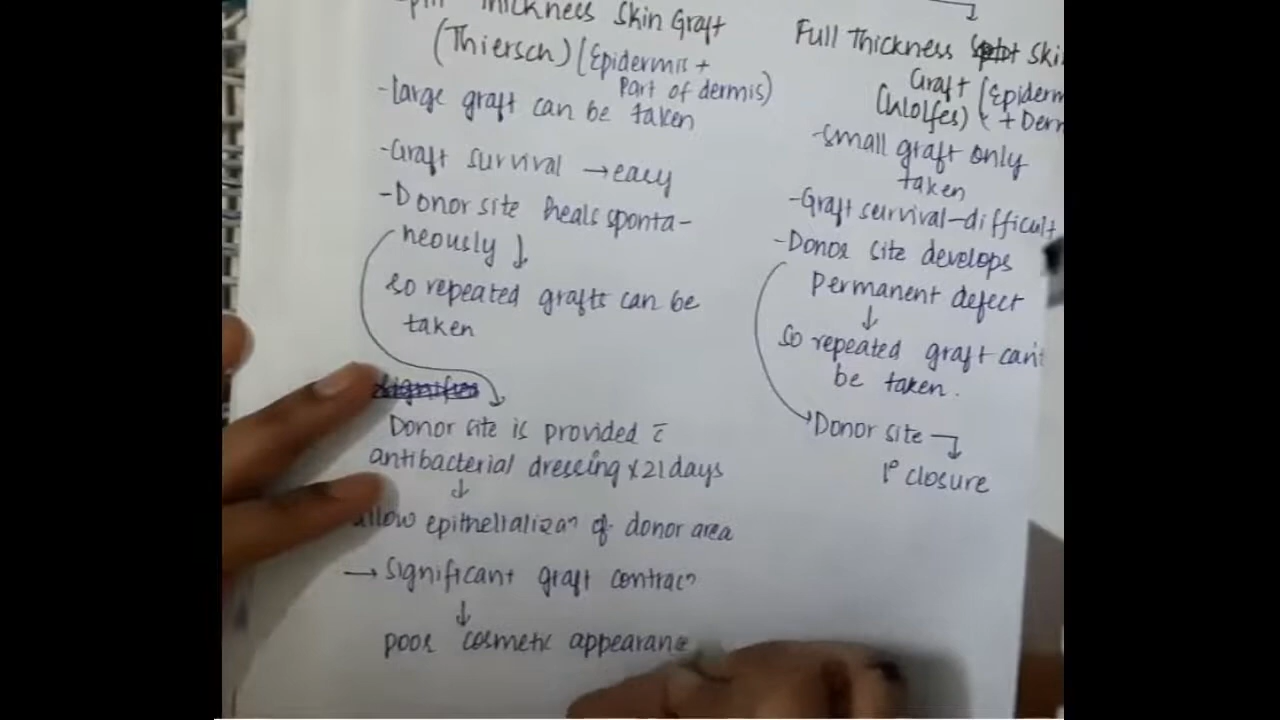 Thickness Skin Graft
(Thiersch) [Epidermis +
Part of dermis)
-Large graft can be taken
-Graft survival → easy
-Donor site heals sponta-
neously ↓
so repeated grafts can be
taken
Donor site is provided c̄
antibacterial dressing x 21 days
↓
allow epithelializaⁿ of donor area
→ Significant graft contracⁿ
↓
poor cosmetic appearance
Full Thickness Ski
Graft (Epiderm
(Wolfes) + Derm
-small graft only
taken
-Graft survival-difficult
-Donor site develops
Permanent defect
↓
So repeated graft can't
be taken.
Donor site
1° closure